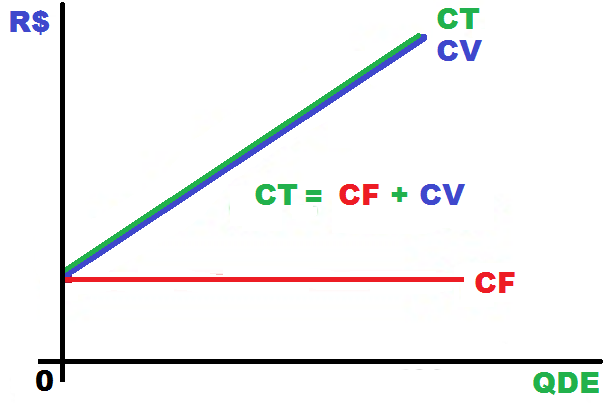 R$
CT
CV
CT = CF + CV
CF
0
QDE